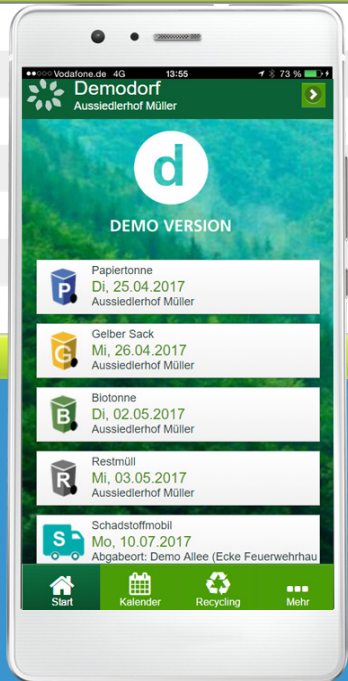 Vodafone.de 4G 13:55 73 %
Demodorf
Aussiedlerhof Müller
d
DEMO VERSION
Papiertonne
P Di, 25.04.2017
Aussiedlerhof Müller
Gelber Sack
G Mi, 26.04.2017
Aussiedlerhof Müller
Biotonne
B Di, 02.05.2017
Aussiedlerhof Müller
Restmüll
R Mi, 03.05.2017
Aussiedlerhof Müller
Schadstoffmobil
S Mo, 10.07.2017
Abgabeort: Demo Allee (Ecke Feuerwehrhau
Start Kalender Recycling Mehr